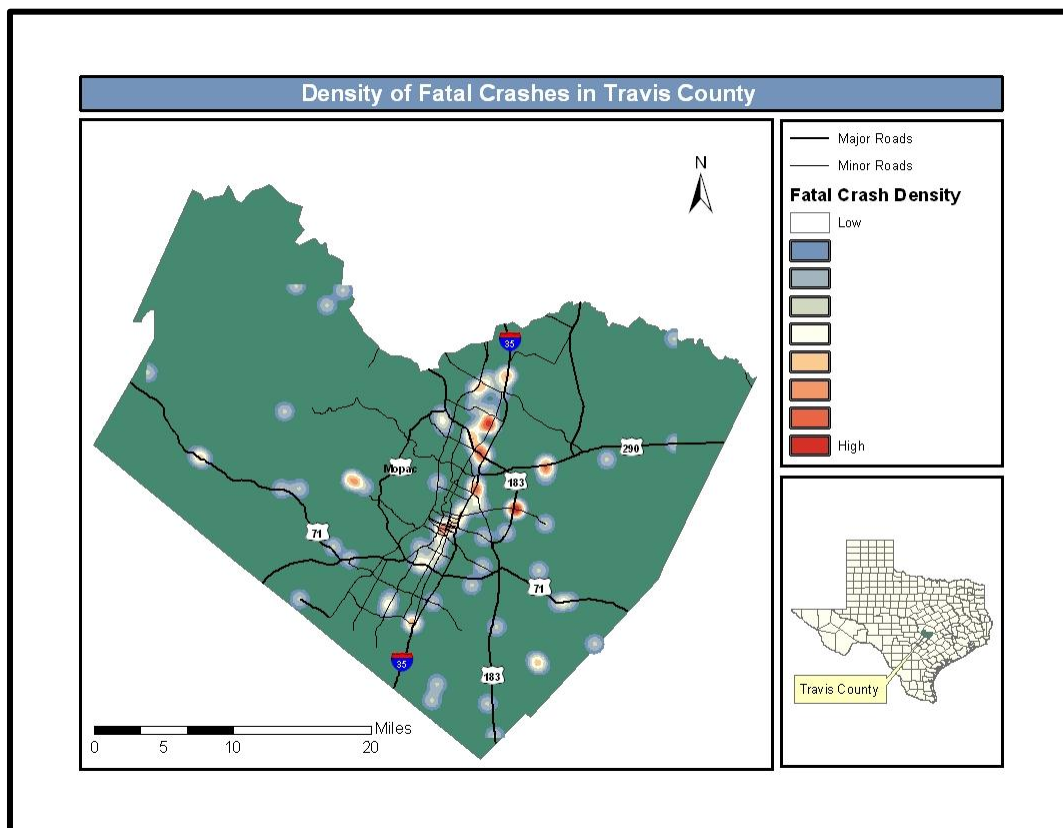 Density of Fatal Crashes in Travis County
N
35
Mopac
290
183
71
71
35
183
Miles
0 5 10 20
Major Roads
Minor Roads
Fatal Crash Density
Low
High
Travis County